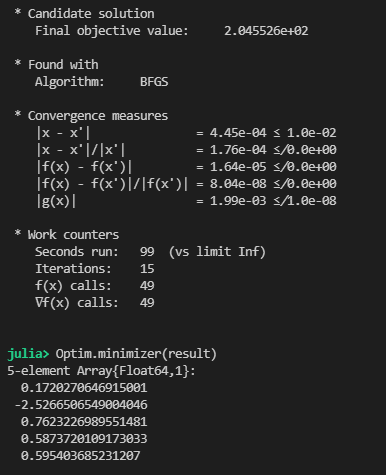 * Candidate solution
Final objective value: 2.045526e+02
* Found with
Algorithm: BFGS
* Convergence measures
|x - x'| = 4.45e-04 ≤ 1.0e-02
|x - x'|/|x'| = 1.76e-04 ≰ 0.0e+00
|f(x) - f(x')| = 1.64e-05 ≰ 0.0e+00
|f(x) - f(x')|/|f(x')| = 8.04e-08 ≰ 0.0e+00
|g(x)| = 1.99e-03 ≰ 1.0e-08
* Work counters
Seconds run: 99 (vs limit Inf)
Iterations: 15
f(x) calls: 49
∇f(x) calls: 49
julia> Optim.minimizer(result)
5-element Array{Float64,1}:
0.1720270646915001
-2.5266506549004046
0.7623226989551481
0.5873720109173033
0.595403685231207